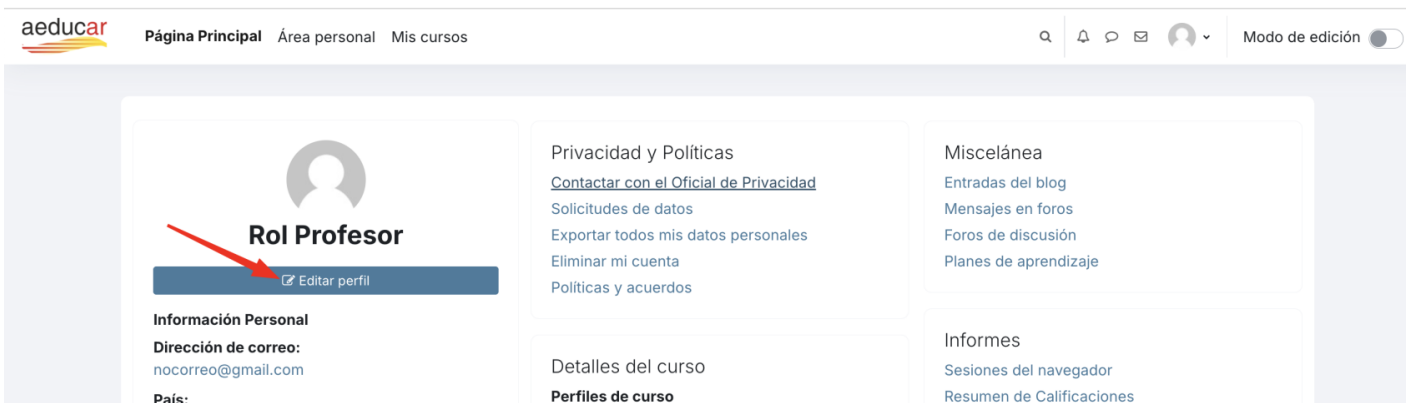 aeducar
Página Principal Área personal Mis cursos
Modo de edición
Rol Profesor
Editar perfil
Información Personal
Dirección de correo:
nocorreo@gmail.com
País:
Privacidad y Políticas
Contactar con el Oficial de Privacidad
Solicitudes de datos
Exportar todos mis datos personales
Eliminar mi cuenta
Políticas y acuerdos
Detalles del curso
Perfiles de curso
Miscelánea
Entradas del blog
Mensajes en foros
Foros de discusión
Planes de aprendizaje
Informes
Sesiones del navegador
Resumen de Calificaciones